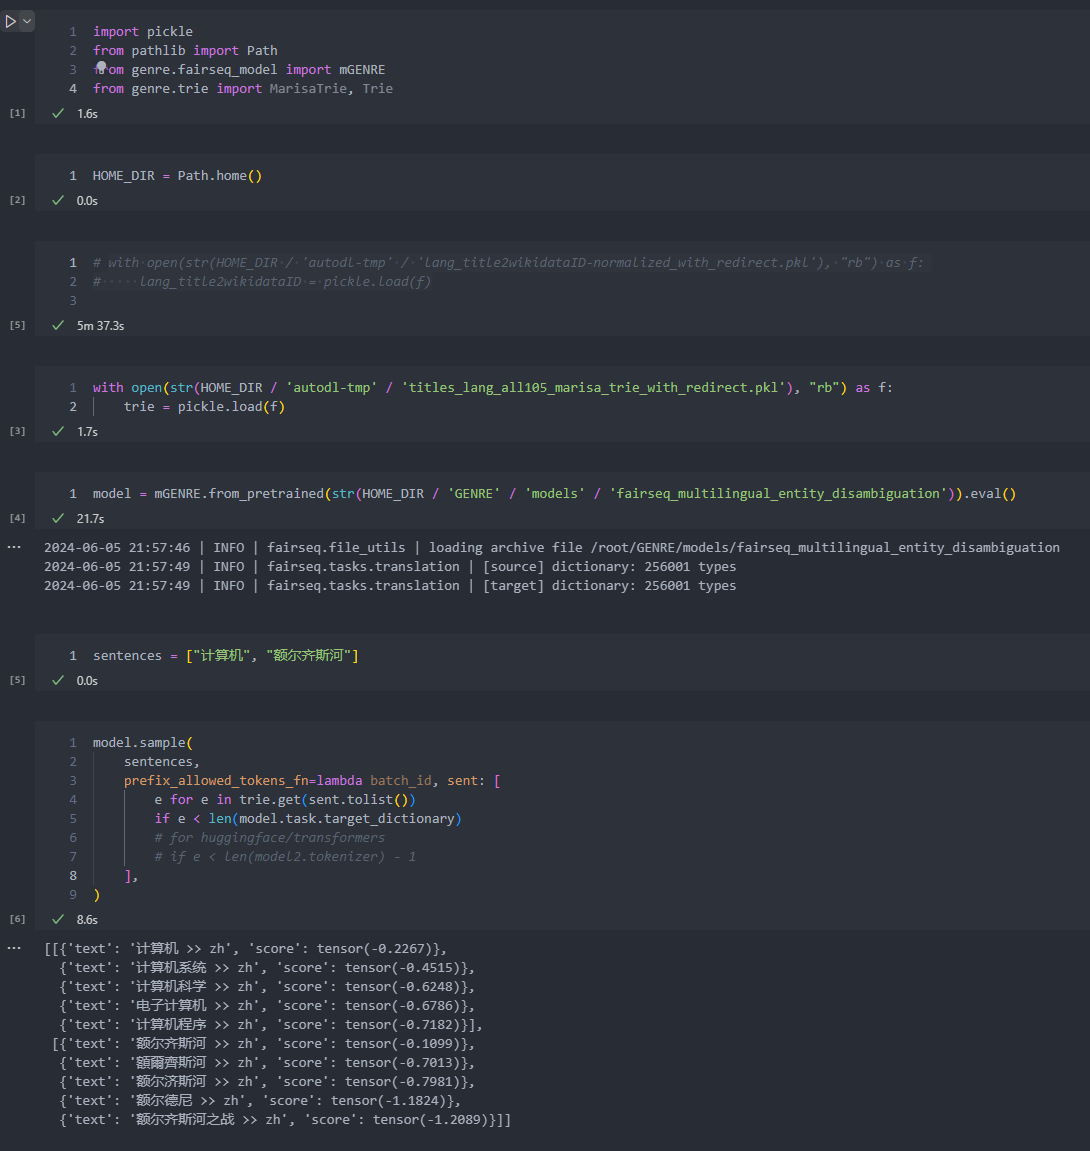 1 import pickle
2 from pathlib import Path
3 from genre.fairseq_model import mGENRE
4 from genre.trie import MarisaTrie, Trie
[1] 1.6s
1 HOME_DIR = Path.home()
[2] 0.0s
1 # with open(str(HOME_DIR / 'autodl-tmp' / 'lang_title2wikidataID-normalized_with_redirect.pkl'), "rb") as f:
2 #     lang_title2wikidataID = pickle.load(f)
3
[5] 5m 37.3s
1 with open(str(HOME_DIR / 'autodl-tmp' / 'titles_lang_all105_marisa_trie_with_redirect.pkl'), "rb") as f:
2     trie = pickle.load(f)
[3] 1.7s
1 model = mGENRE.from_pretrained(str(HOME_DIR / 'GENRE' / 'models' / 'fairseq_multilingual_entity_disambiguation')).eval()
[4] 21.7s
... 2024-06-05 21:57:46 | INFO | fairseq.file_utils | loading archive file /root/GENRE/models/fairseq_multilingual_entity_disambiguation
2024-06-05 21:57:49 | INFO | fairseq.tasks.translation | [source] dictionary: 256001 types
2024-06-05 21:57:49 | INFO | fairseq.tasks.translation | [target] dictionary: 256001 types
1 sentences = ["计算机", "额尔齐斯河"]
[5] 0.0s
1 model.sample(
2     sentences,
3     prefix_allowed_tokens_fn=lambda batch_id, sent: [
4         e for e in trie.get(sent.tolist())
5         if e < len(model.task.target_dictionary)
6         # for huggingface/transformers
7         # if e < len(model2.tokenizer) - 1
8     ],
9 )
[6] 8.6s
... [[{'text': '计算机 >> zh', 'score': tensor(-0.2267)},
{'text': '计算机系统 >> zh', 'score': tensor(-0.4515)},
{'text': '计算机科学 >> zh', 'score': tensor(-0.6248)},
{'text': '电子计算机 >> zh', 'score': tensor(-0.6786)},
{'text': '计算机程序 >> zh', 'score': tensor(-0.7182)}],
[{'text': '额尔齐斯河 >> zh', 'score': tensor(-0.1099)},
{'text': '額爾齊斯河 >> zh', 'score': tensor(-0.7013)},
{'text': '额尔济斯河 >> zh', 'score': tensor(-0.7981)},
{'text': '额尔德尼 >> zh', 'score': tensor(-1.1824)},
{'text': '额尔齐斯河之战 >> zh', 'score': tensor(-1.2089)}]]